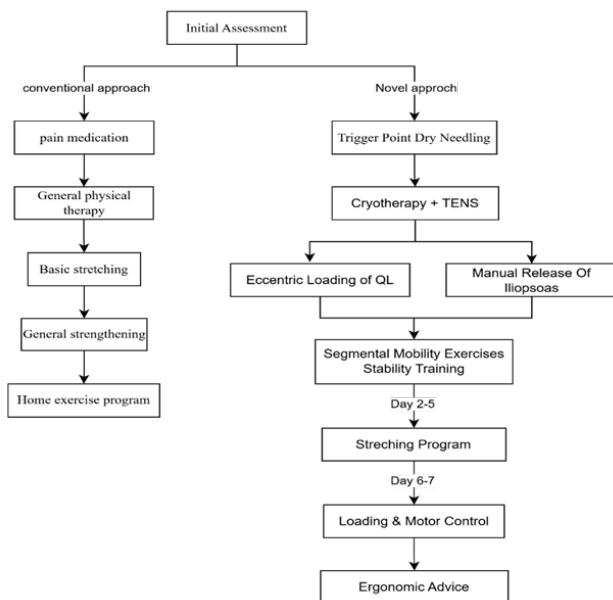 Initial Assessment
conventional approach
Novel approch
pain medication
Trigger Point Dry Needling
General physical
therapy
Cryotherapy + TENS
Basic stretching
Eccentric Loading of QL
Manual Release Of
Iliopsoas
General strengthening
Segmental Mobility Exercises
Stability Training
Home exercise program
Day 2-5
Streching Program
Day 6-7
Loading & Motor Control
Ergonomic Advice